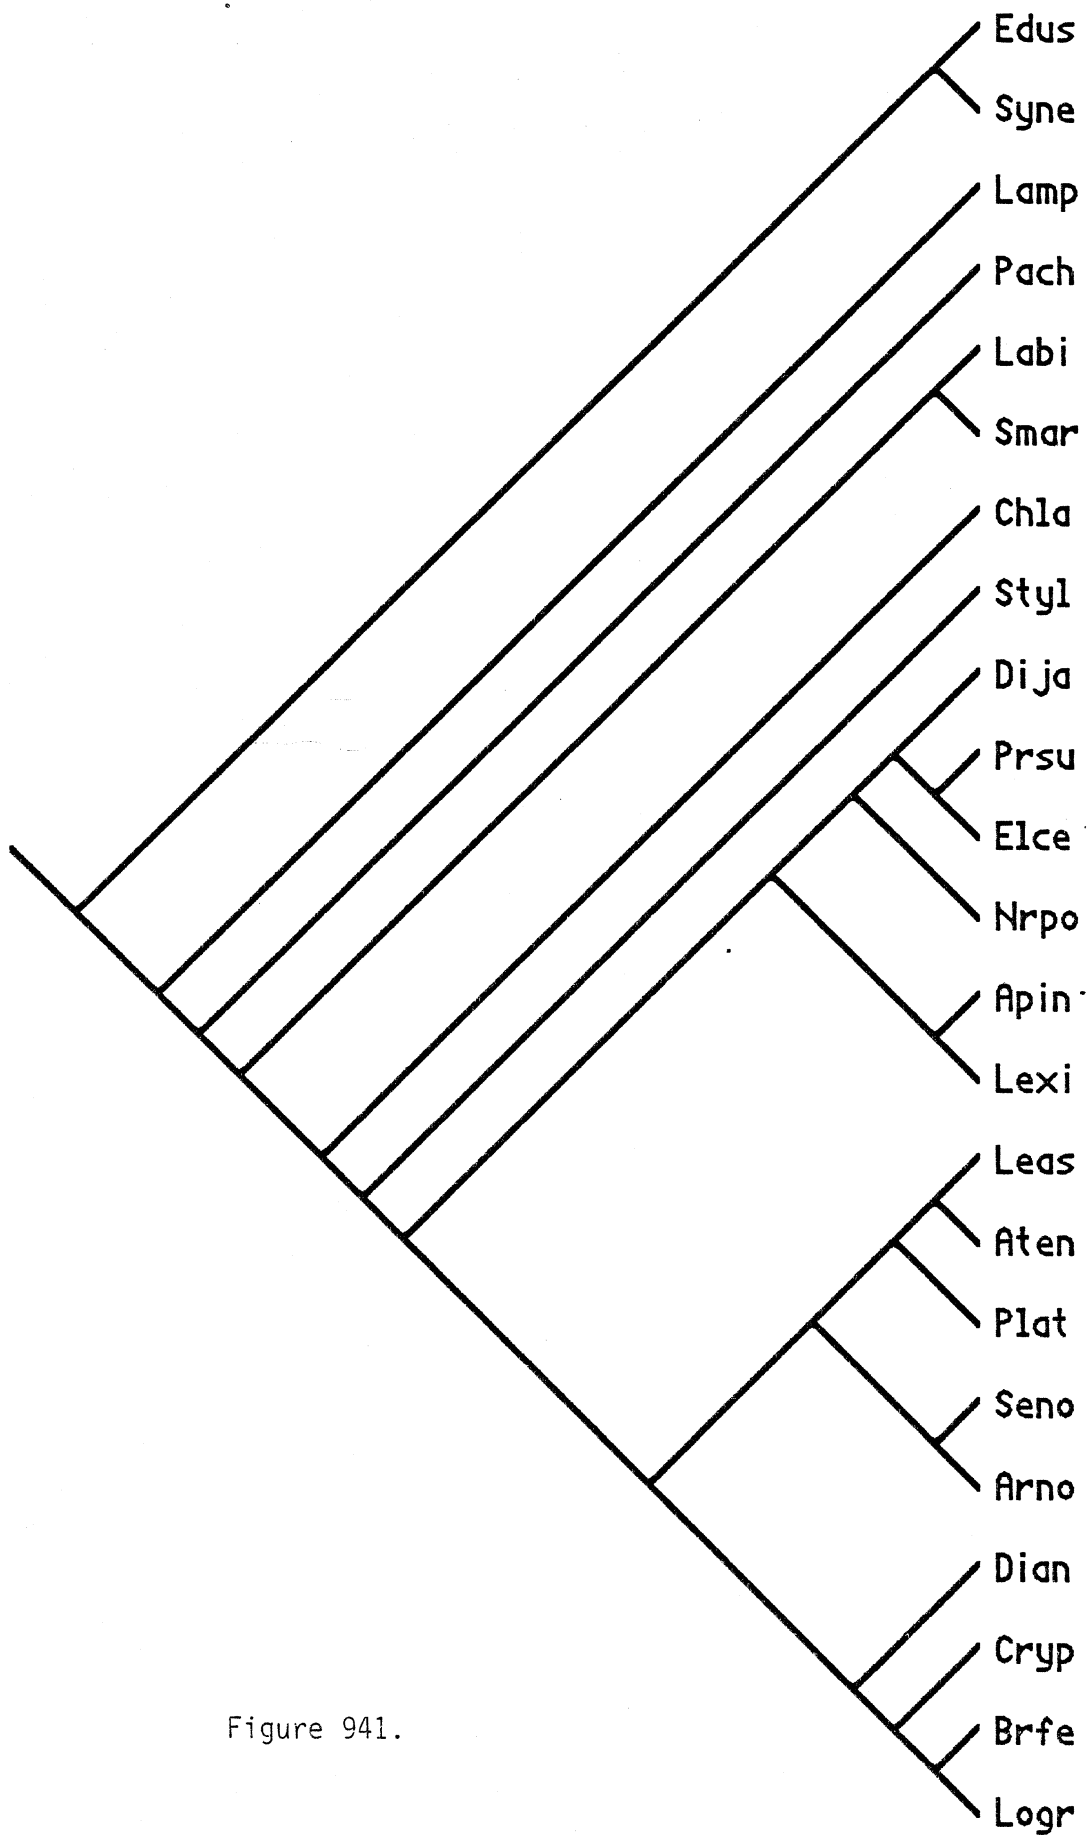 Edus
Syne
Lamp
Pach
Labi
Smar
Chla
Styl
Dija
Prsu
Elce
Nrpo
Apin
Lexi
Leas
Aten
Plat
Seno
Arno
Dian
Cryp
Brfe
Logr
Figure 941.